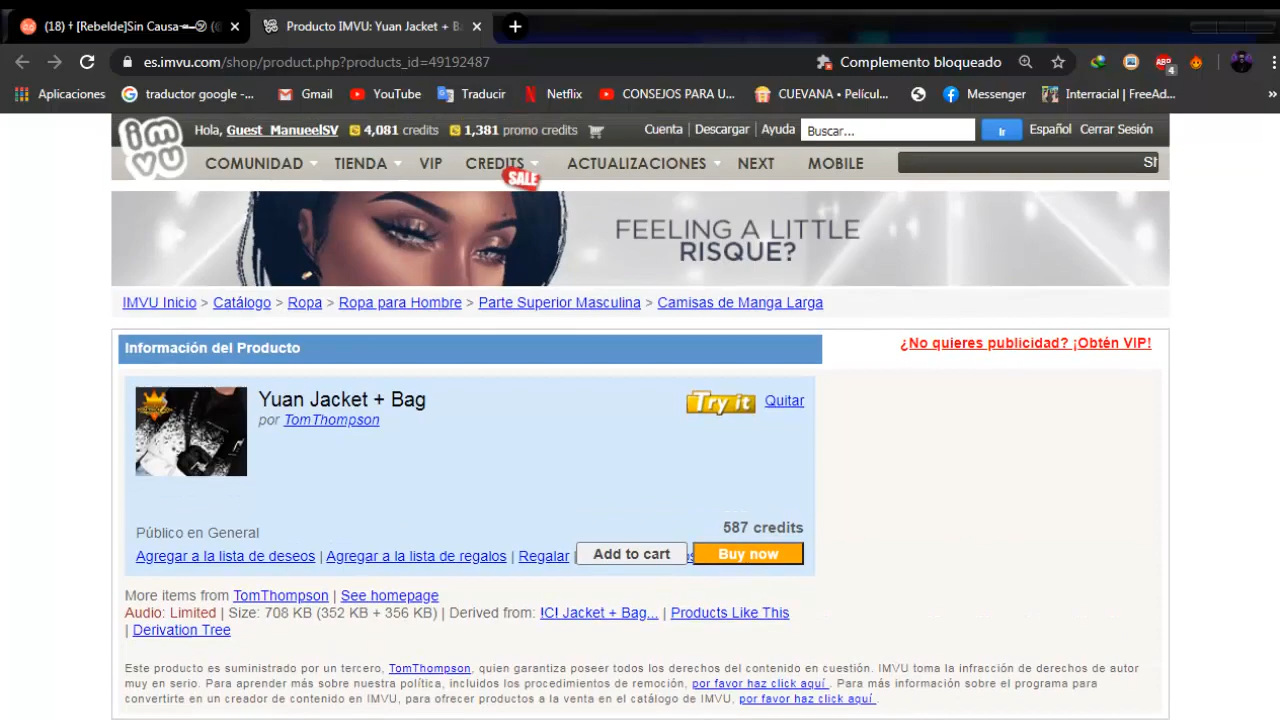 (18) † [Rebelde]Sin Causa
Producto IMVU: Yuan Jacket + B
es.imvu.com/shop/product.php?products_id=49192487
Complemento bloqueado
ABP
4
Aplicaciones
traductor google -...
Gmail
YouTube
Traducir
Netflix
CONSEJOS PARA U...
CUEVANA • Pelícu...
Messenger
Interracial | FreeAd...
»
imvu
Hola, Guest_ManueelSV 4,081 credits 1,381 promo credits
Cuenta | Descargar | Ayuda
Buscar...
Ir
Español
Cerrar Sesión
COMUNIDAD TIENDA VIP CREDITS ACTUALIZACIONES NEXT MOBILE
SALE
FEELING A LITTLE
RISQUE?
IMVU Inicio > Catálogo > Ropa > Ropa para Hombre > Parte Superior Masculina > Camisas de Manga Larga
Información del Producto
¿No quieres publicidad? ¡Obtén VIP!
Yuan Jacket + Bag
Try it
Quitar
por TomThompson
587 credits
Público en General
Agregar a la lista de deseos | Agregar a la lista de regalos | Regalar |
Add to cart
Buy now
More items from TomThompson | See homepage
Audio: Limited | Size: 708 KB (352 KB + 356 KB) | Derived from: !C! Jacket + Bag... | Products Like This
| Derivation Tree
Este producto es suministrado por un tercero, TomThompson, quien garantiza poseer todos los derechos del contenido en cuestión. IMVU toma la infracción de derechos de autor
muy en serio. Para aprender más sobre nuestra política, incluidos los procedimientos de remoción, por favor haz click aquí . Para más información sobre el programa para
convertirte en un creador de contenido en IMVU, para ofrecer productos a la venta en el catálogo de IMVU, por favor haz click aquí .